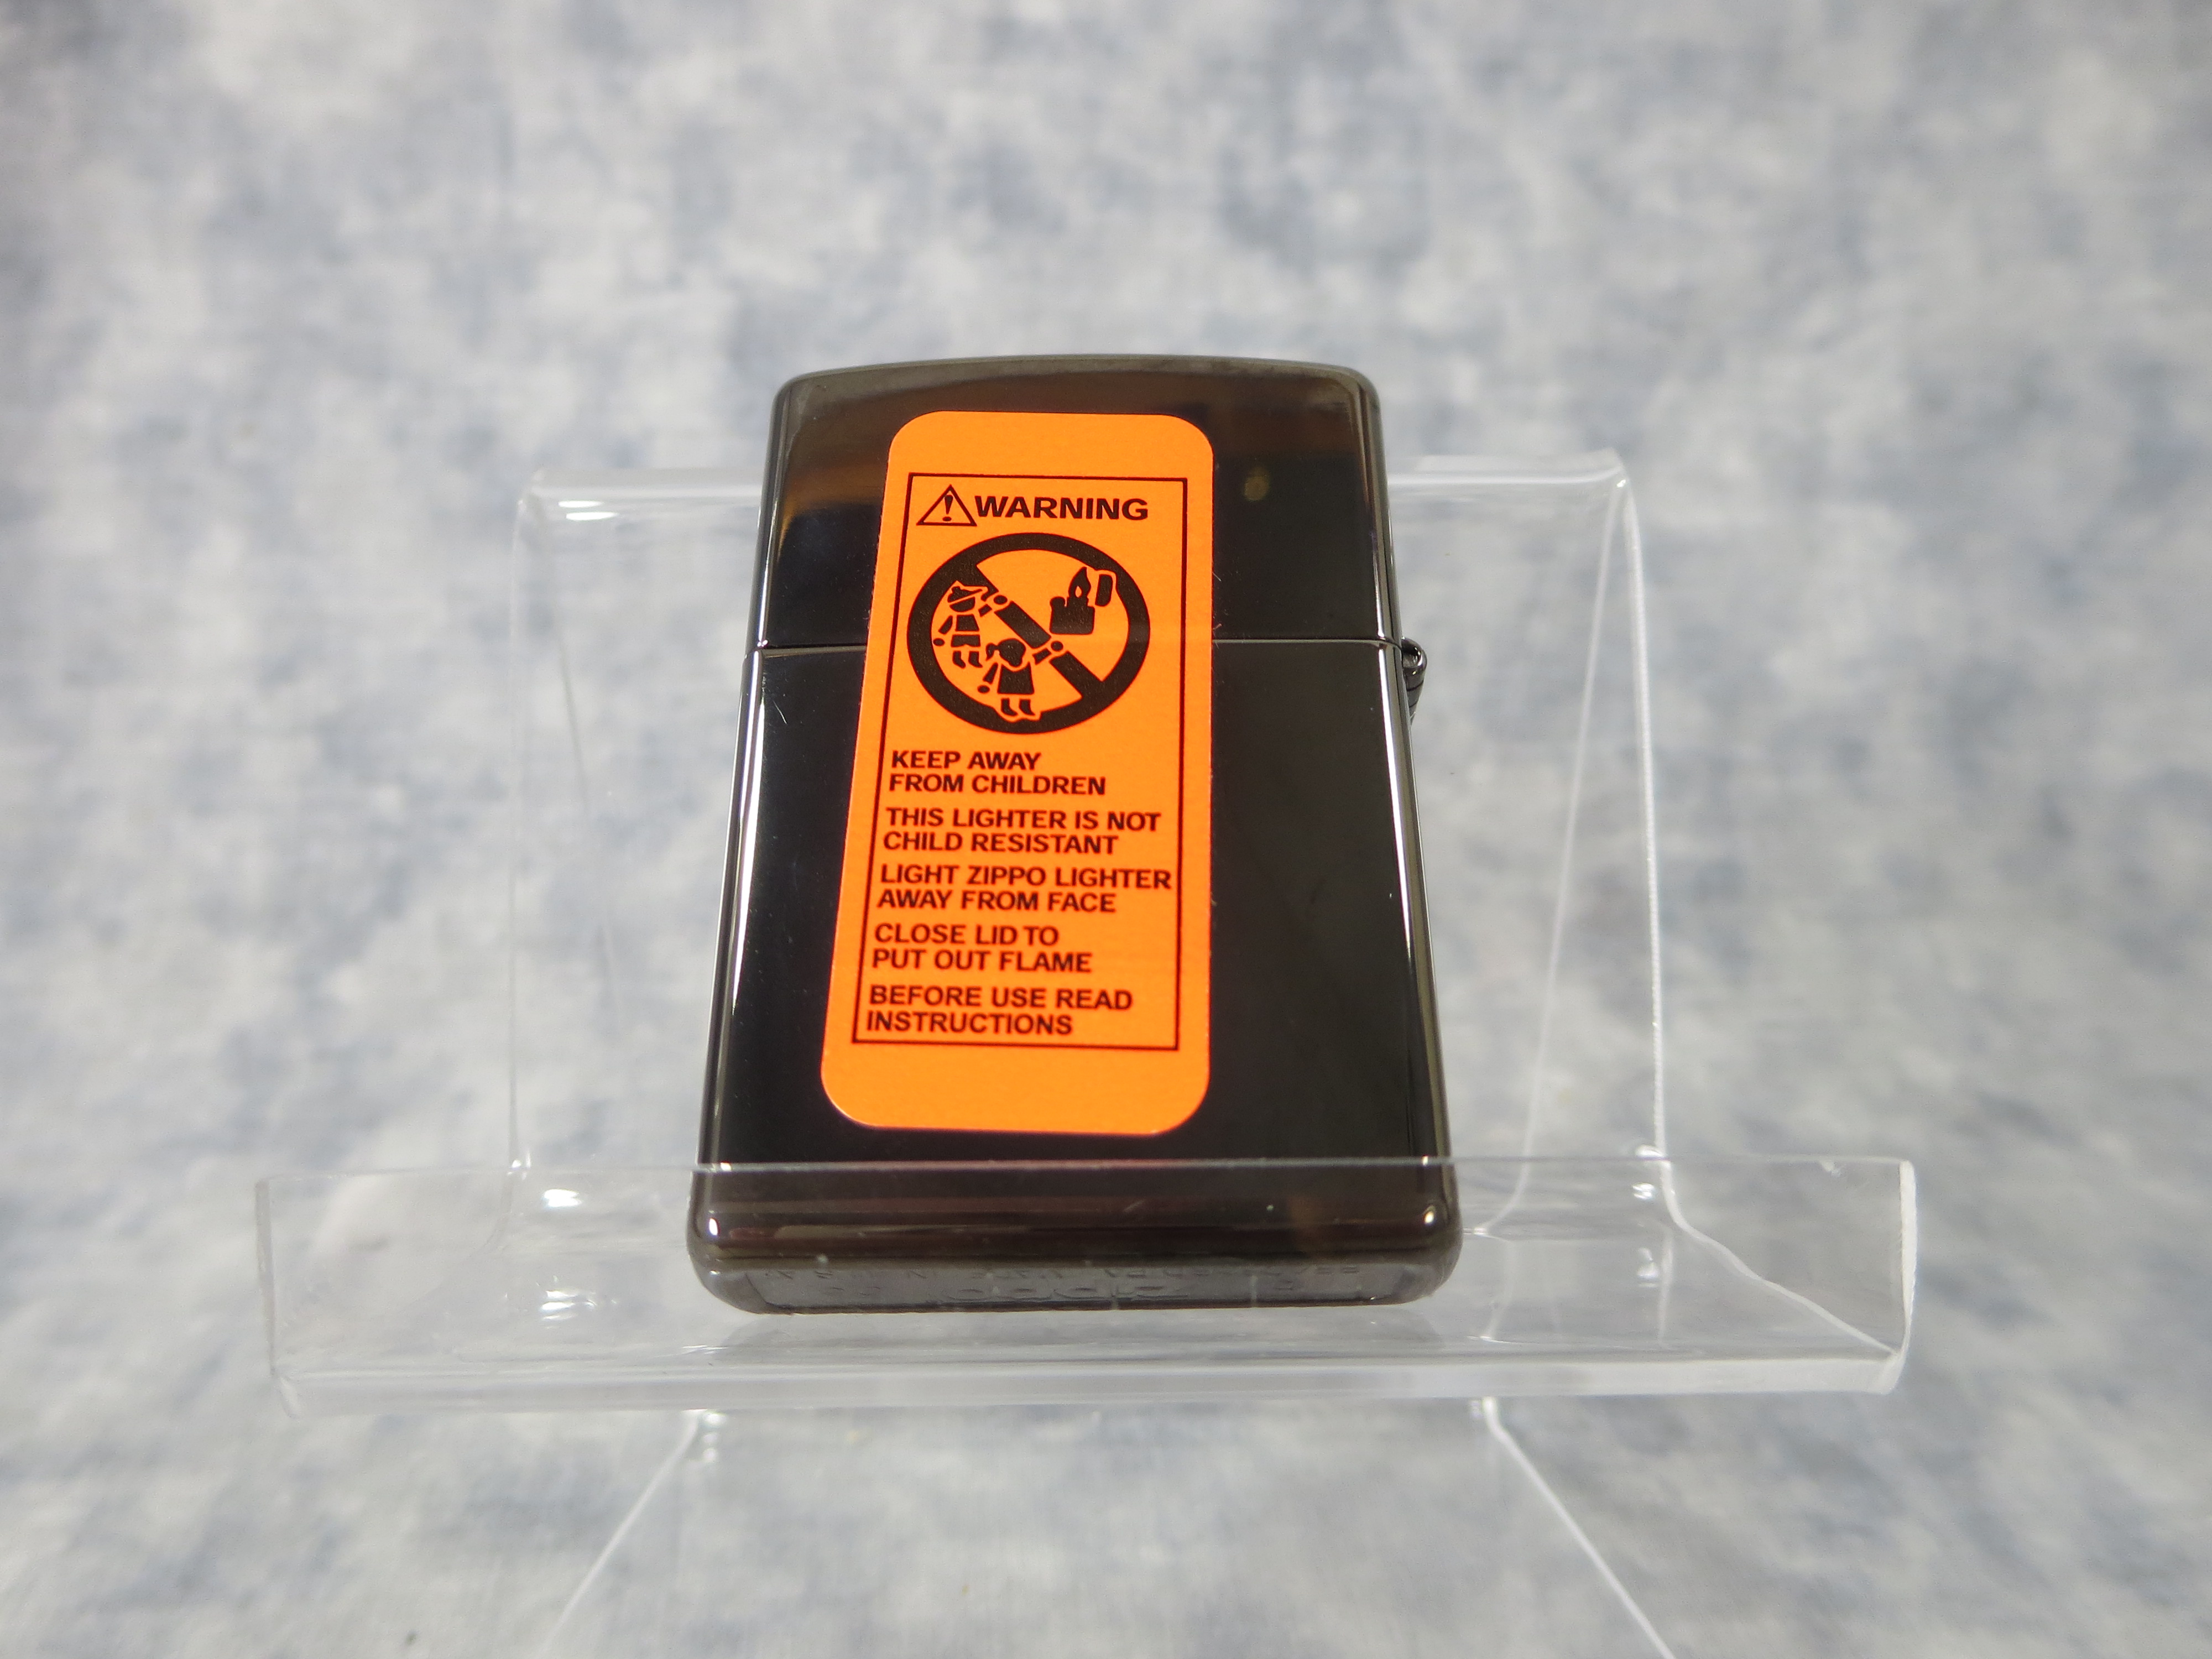 WARNING
KEEP AWAY
FROM CHILDREN
THIS LIGHTER IS NOT
CHILD RESISTANT
LIGHT ZIPPO LIGHTER
AWAY FROM FACE
CLOSE LID TO
PUT OUT FLAME
BEFORE USE READ
INSTRUCTIONS